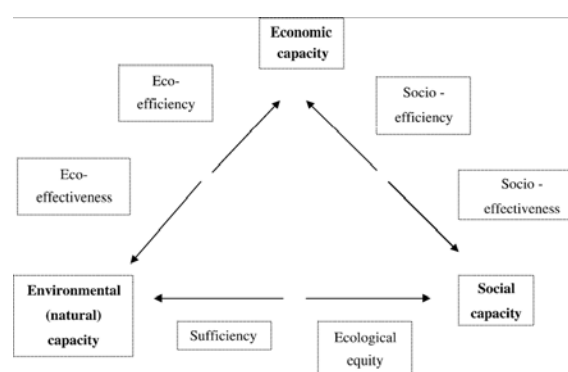 Economic
capacity
Eco-
efficiency
Socio -
efficiency
Eco-
effectiveness
Socio -
effectiveness
Environmental
(natural)
capacity
Social
capacity
Sufficiency
Ecological
equity